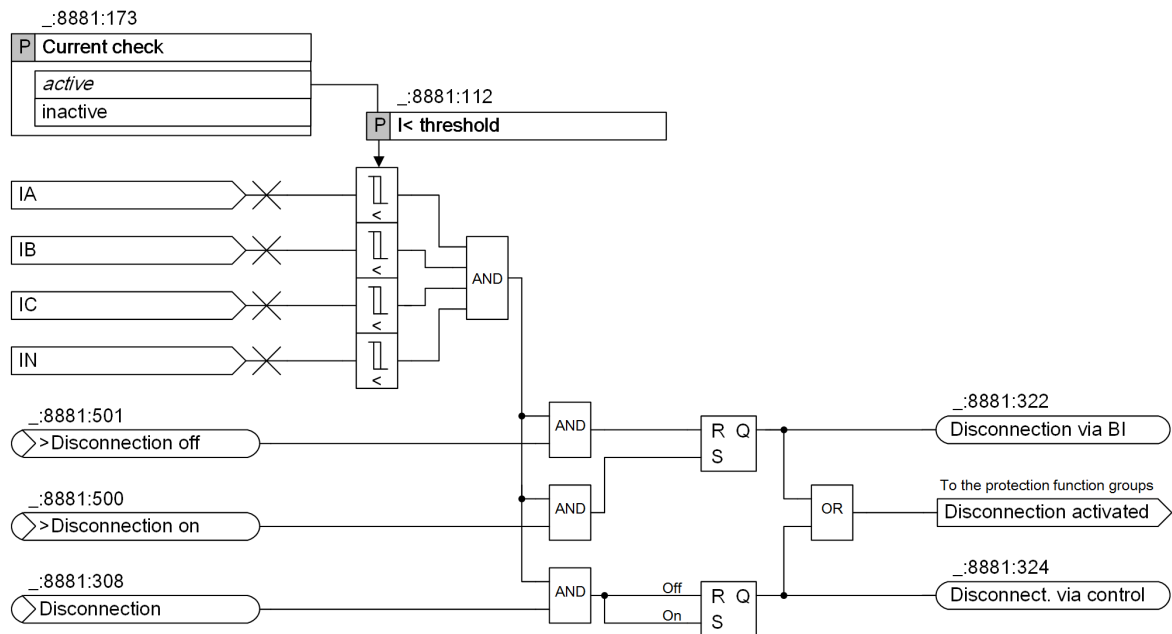 _:8881:173
P Current check
active
inactive
_:8881:112
P I< threshold
IA
<
IB
<
IC
<
IN
<
AND
_:8881:501
>Disconnection off
AND
R Q
S
_:8881:322
Disconnection via BI
_:8881:500
>Disconnection on
AND
OR
To the protection function groups
Disconnection activated
_:8881:308
Disconnection
AND
Off
On
R Q
S
_:8881:324
Disconnect. via control